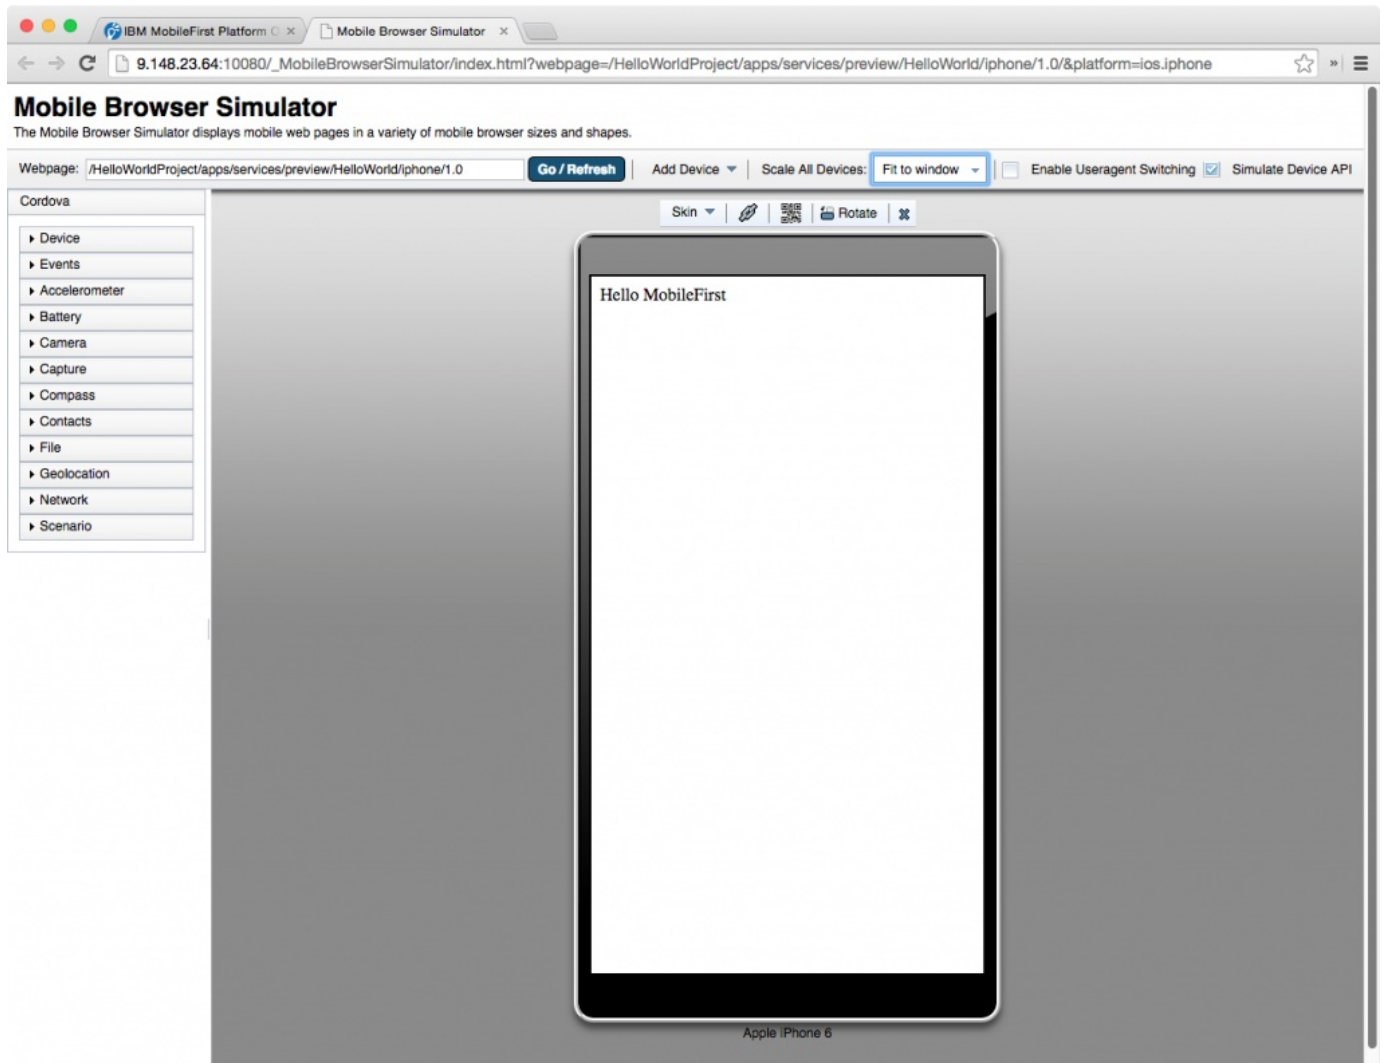 IBM MobileFirst Platform C
Mobile Browser Simulator
9.148.23.64:10080/_MobileBrowserSimulator/index.html?webpage=/HelloWorldProject/apps/services/preview/HelloWorld/iphone/1.0/&platform=ios.iphone
Mobile Browser Simulator
The Mobile Browser Simulator displays mobile web pages in a variety of mobile browser sizes and shapes.
Webpage: /HelloWorldProject/apps/services/preview/HelloWorld/iphone/1.0 Go / Refresh Add Device Scale All Devices: Fit to window Enable Useragent Switching Simulate Device API
Cordova
Skin Rotate
Device
Events
Accelerometer
Battery
Camera
Capture
Compass
Contacts
File
Geolocation
Network
Scenario
Hello MobileFirst
Apple iPhone 6